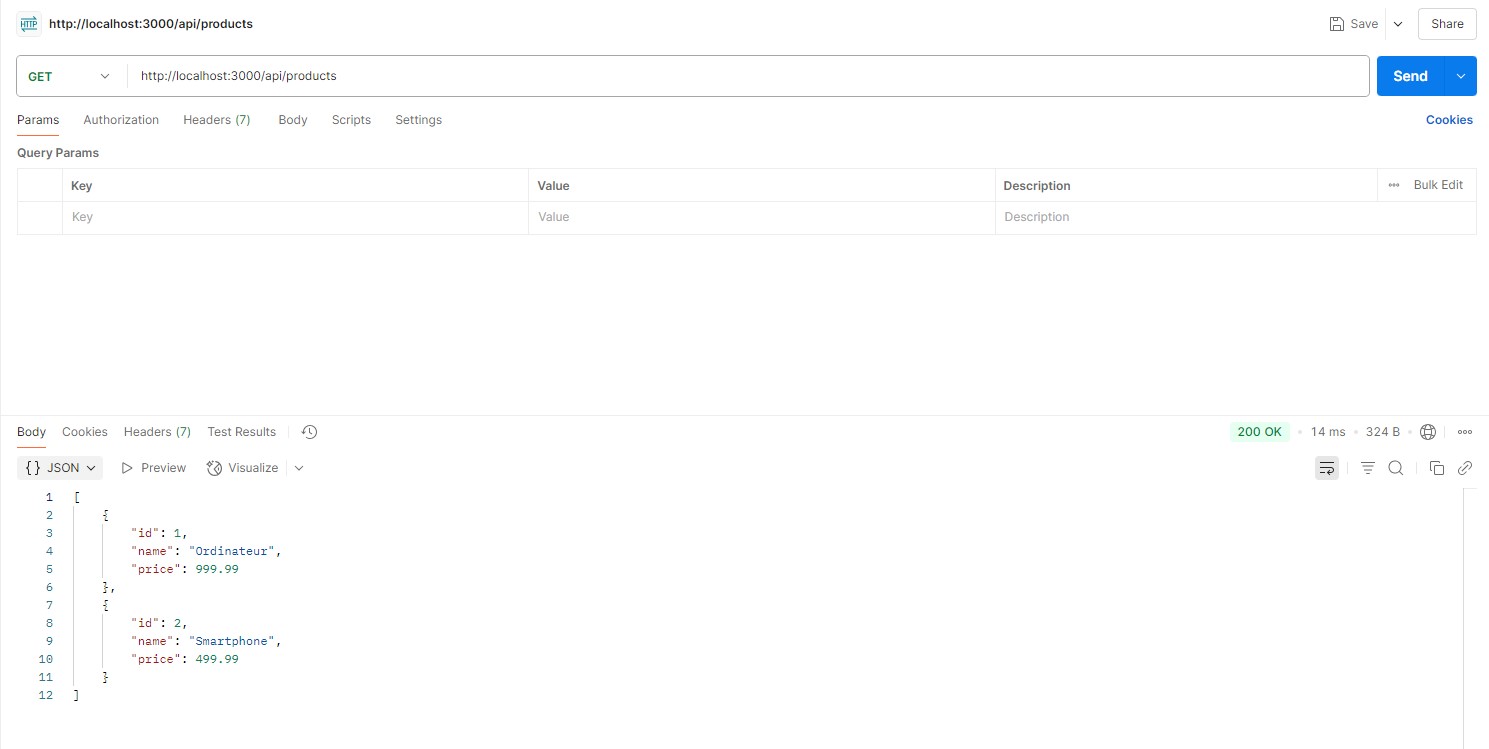 HTTP http://localhost:3000/api/products Save Share
GET http://localhost:3000/api/products Send
Params Authorization Headers (7) Body Scripts Settings Cookies
Query Params
Key Value Description Bulk Edit
Key Value Description
Body Cookies Headers (7) Test Results 200 OK 14 ms 324 B
{} JSON Preview Visualize
1 [
2 {
3 "id": 1,
4 "name": "Ordinateur",
5 "price": 999.99
6 },
7 {
8 "id": 2,
9 "name": "Smartphone",
10 "price": 499.99
11 }
12 ]